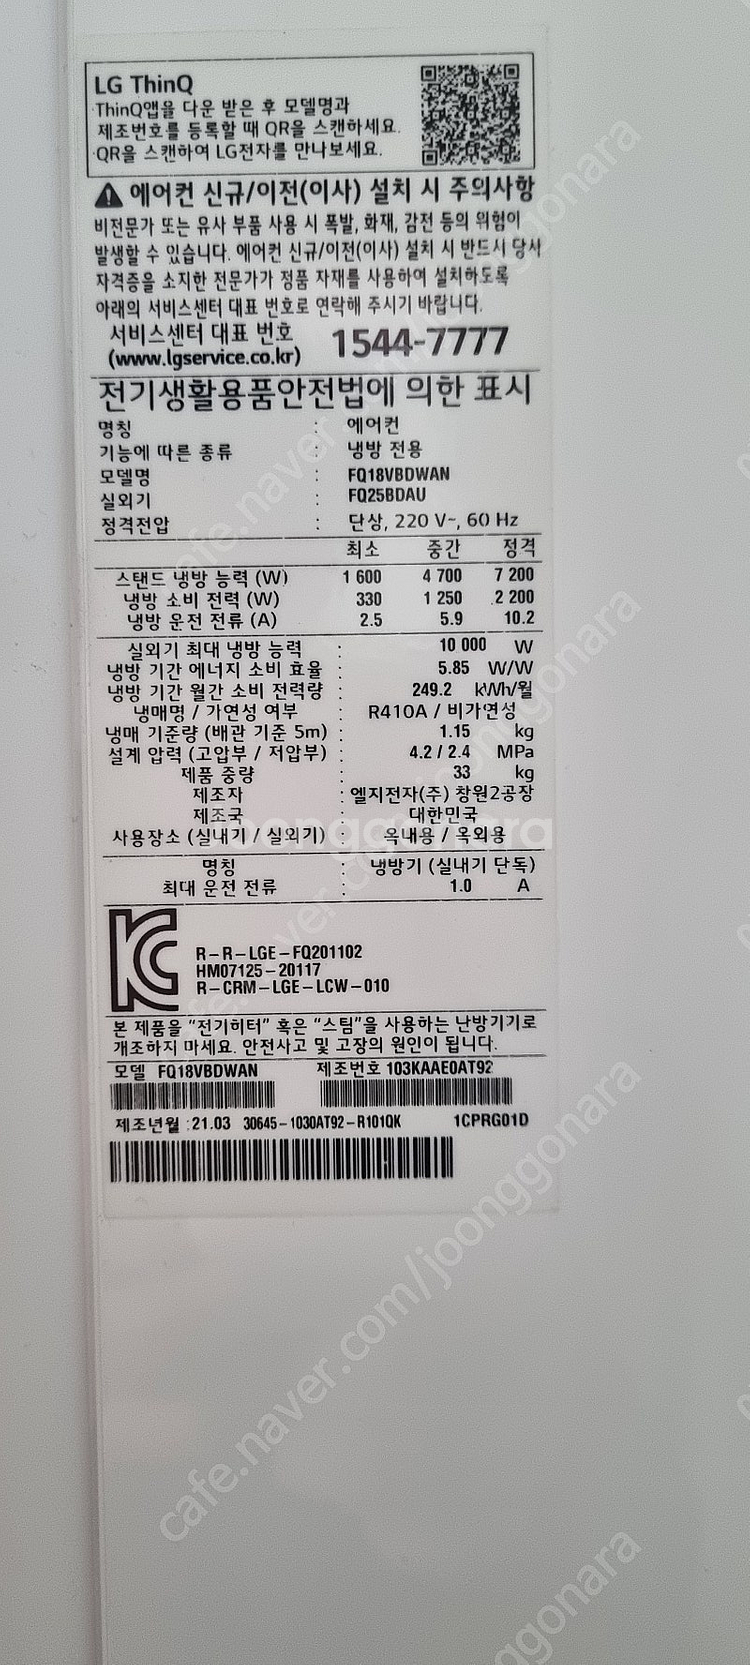 LG ThinQ
ThinQ앱을 다운 받은 후 모델명과
제조번호를 등록할 때 QR을 스캔하세요.
QR을 스캔하여 LG전자를 만나보세요.
에어컨 신규/이전(이사) 설치 시 주의사항
비전문가 또는 유사 부품 사용 시 폭발, 화재, 감전 등의 위험이
발생할 수 있습니다. 에어컨 신규/이전(이사) 설치 시 반드시 당사
자격증을 소지한 전문가가 정품 자재를 사용하여 설치하도록
아래의 서비스센터 대표 번호로 연락해 주시기 바랍니다.
서비스센터 대표 번호 1544-7777
(www.lgservice.co.kr)
전기생활용품안전법에 의한 표시
명칭 : 에어컨
기능에 따른 종류 : 냉방 전용
모델명 : FQ18VBDWAN
실외기 : FQ25BDAU
정격전압 : 단상, 220 V~, 60 Hz
최소 중간 정격
스탠드 냉방 능력 (W) 1 600 4 700 7 200
냉방 소비 전력 (W) 330 1 250 2 200
냉방 운전 전류 (A) 2.5 5.9 10.2
실외기 최대 냉방 능력 : 10 000 W
냉방 기간 에너지 소비 효율 : 5.85 W/W
냉방 기간 월간 소비 전력량 : 249.2 kWh/월
냉매명 / 가연성 여부 : R410A / 비가연성
냉매 기준량 (배관 기준 5m) : 1.15 kg
설계 압력 (고압부 / 저압부) : 4.2 / 2.4 MPa
제품 중량 : 33 kg
제조자 : 엘지전자(주) 창원2공장
제조국 : 대한민국
사용장소 (실내기 / 실외기) : 옥내용 / 옥외용
명칭 : 냉방기 (실내기 단독)
최대 운전 전류 : 1.0 A
R-R-LGE-FQ201102
HM07125-20117
R-CRM-LGE-LCW-010
본 제품을 "전기히터" 혹은 "스팀"을 사용하는 난방기기로
개조하지 마세요. 안전사고 및 고장의 원인이 됩니다.
모델 FQ18VBDWAN 제조번호 103KAAE0AT92
제조년월 : 21.03 30645-1030AT92-R101QK 1CPRG01D
cafe.naver.com/joonggonara
joonggonara